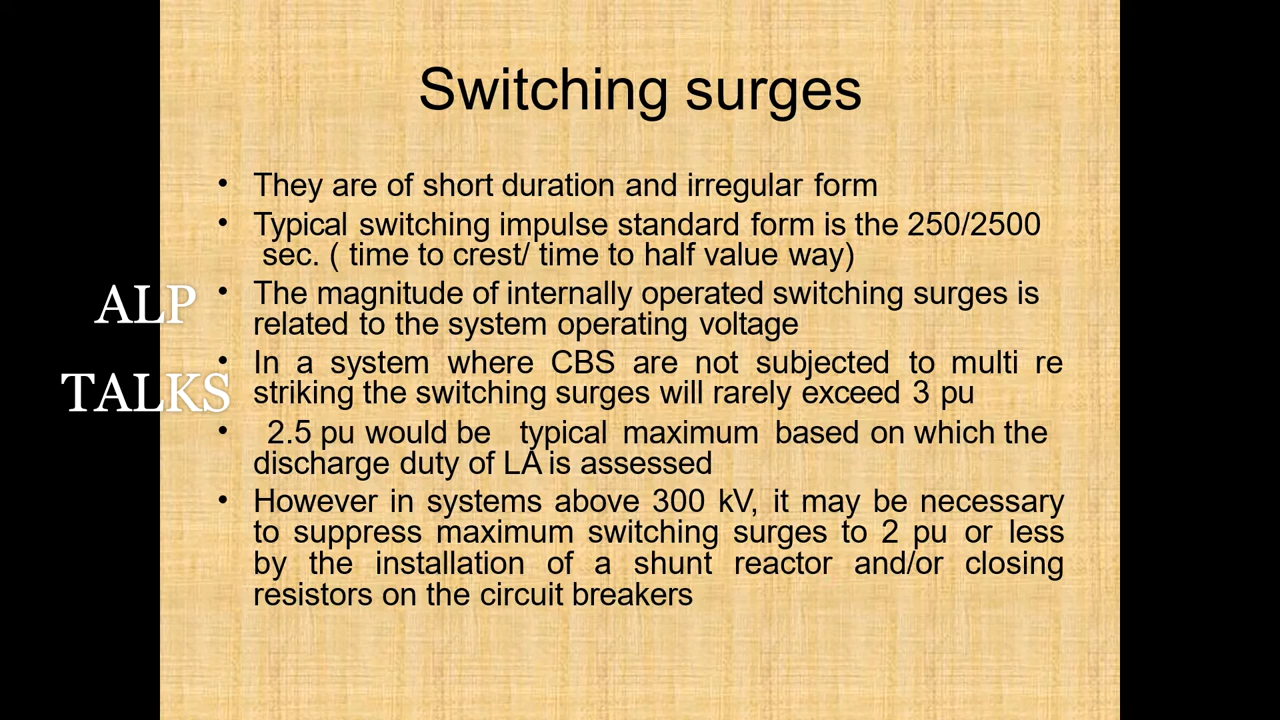 Switching surges
• They are of short duration and irregular form
• Typical switching impulse standard form is the 250/2500
sec. ( time to crest/ time to half value way)
• The magnitude of internally operated switching surges is
related to the system operating voltage
• In a system where CBS are not subjected to multi re
striking the switching surges will rarely exceed 3 pu
• 2.5 pu would be typical maximum based on which the
discharge duty of LA is assessed
• However in systems above 300 kV, it may be necessary
to suppress maximum switching surges to 2 pu or less
by the installation of a shunt reactor and/or closing
resistors on the circuit breakers
ALP
TALKS